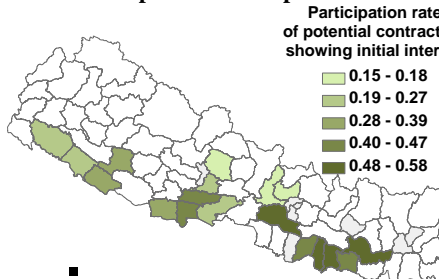 Participation rate
of potential contract
showing initial inter
0.15 - 0.18
0.19 - 0.27
0.28 - 0.39
0.40 - 0.47
0.48 - 0.58